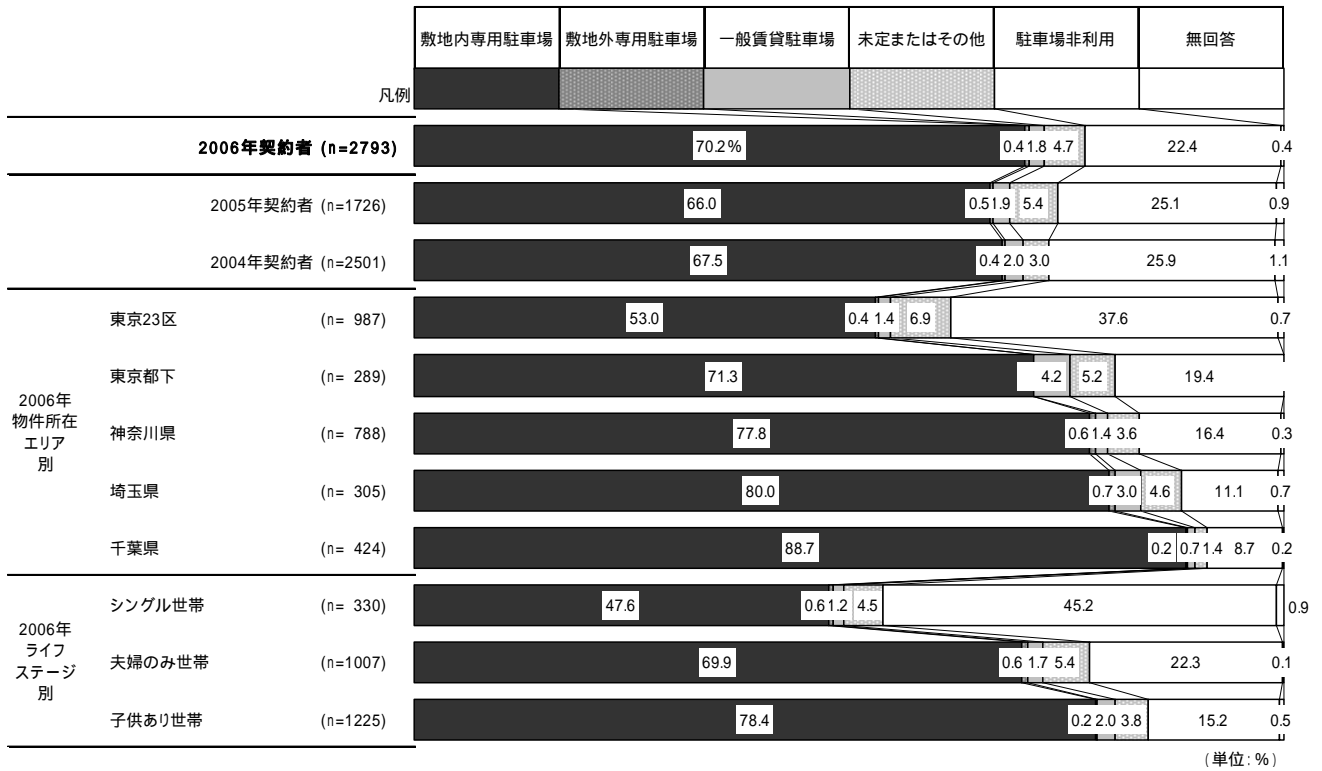 敷地内専用駐車場 敷地外専用駐車場 一般賃貸駐車場 未定またはその他 駐車場非利用 無回答
凡例
2006年契約者 (n=2793) 70.2% 0.4 1.8 4.7 22.4 0.4
2005年契約者 (n=1726) 66.0 0.5 1.9 5.4 25.1 0.9
2004年契約者 (n=2501) 67.5 0.4 2.0 3.0 25.9 1.1
2006年
物件所在
エリア
別
東京23区 (n= 987) 53.0 0.4 1.4 6.9 37.6 0.7
東京都下 (n= 289) 71.3 4.2 5.2 19.4
神奈川県 (n= 788) 77.8 0.6 1.4 3.6 16.4 0.3
埼玉県 (n= 305) 80.0 0.7 3.0 4.6 11.1 0.7
千葉県 (n= 424) 88.7 0.2 0.7 1.4 8.7 0.2
2006年
ライフ
ステージ
別
シングル世帯 (n= 330) 47.6 0.6 1.2 4.5 45.2 0.9
夫婦のみ世帯 (n=1007) 69.9 0.6 1.7 5.4 22.3 0.1
子供あり世帯 (n=1225) 78.4 0.2 2.0 3.8 15.2 0.5
(単位:%)